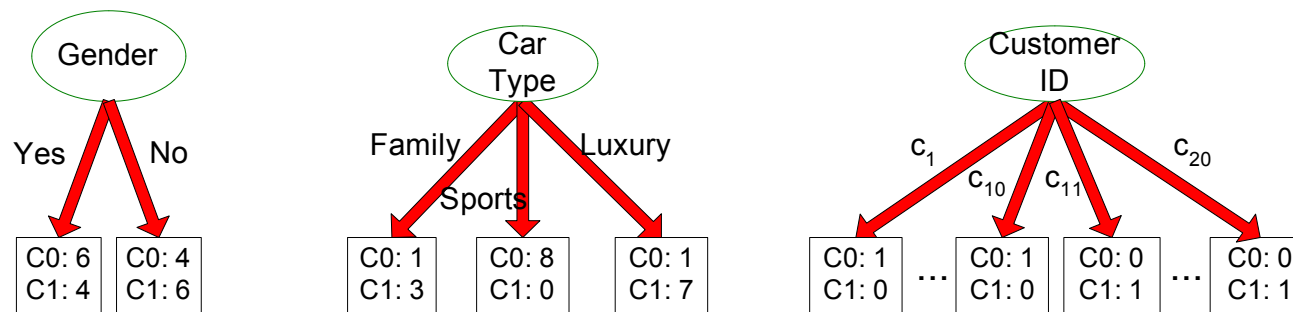 Gender
Yes
No
C0: 6
C1: 4
C0: 4
C1: 6
Car
Type
Family
Sports
Luxury
C0: 1
C1: 3
C0: 8
C1: 0
C0: 1
C1: 7
Customer
ID
c1
c10
c11
c20
C0: 1
C1: 0
...
C0: 1
C1: 0
C0: 0
C1: 1
...
C0: 0
C1: 1